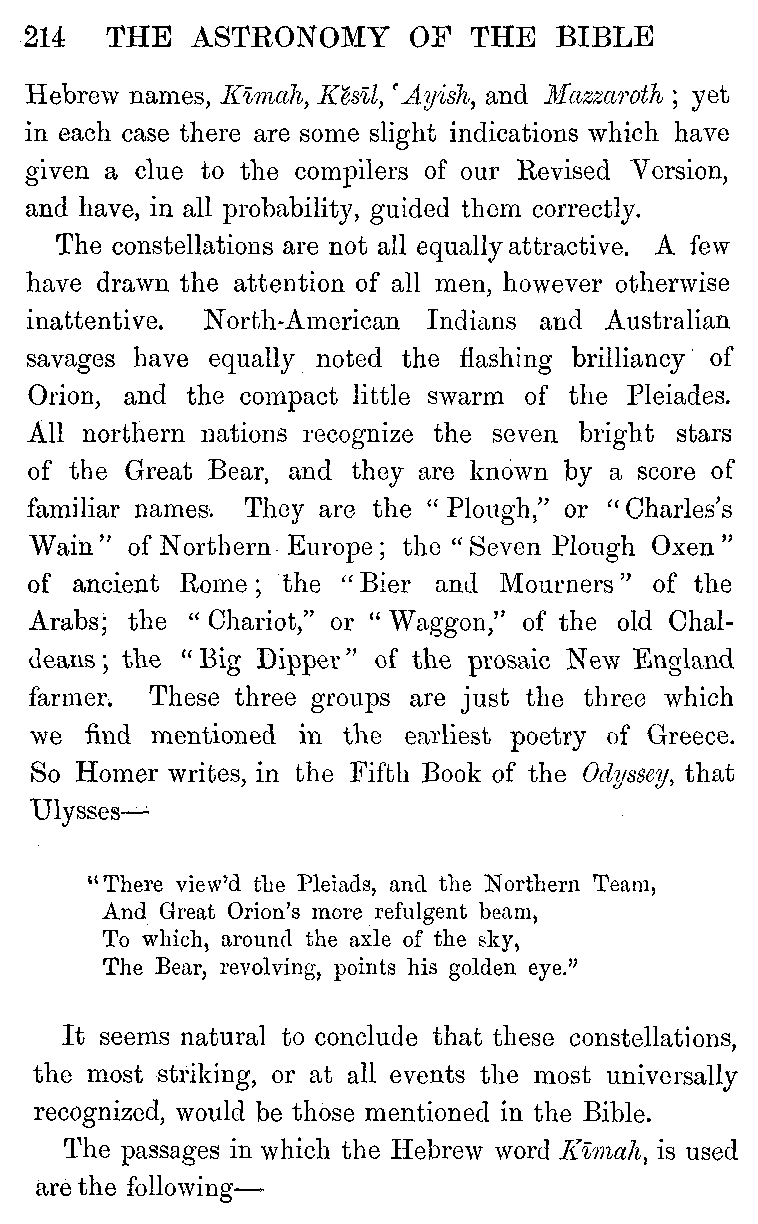 214 THE ASTRONOMY OF THE BIBLE
Hebrew names, Kīmah, Kĕsīl, ‘Ayish, and Mazzaroth ; yet
in each case there are some slight indications which have
given a clue to the compilers of our Revised Version,
and have, in all probability, guided them correctly.
The constellations are not all equally attractive. A few
have drawn the attention of all men, however otherwise
inattentive. North-American Indians and Australian
savages have equally noted the flashing brilliancy of
Orion, and the compact little swarm of the Pleiades.
All northern nations recognize the seven bright stars
of the Great Bear, and they are known by a score of
familiar names. They are the “ Plough,” or “ Charles’s
Wain ” of Northern Europe ; the “ Seven Plough Oxen ”
of ancient Rome ; the “ Bier and Mourners ” of the
Arabs; the “ Chariot,” or “ Waggon,” of the old Chal-
deans ; the “ Big Dipper ” of the prosaic New England
farmer. These three groups are just the three which
we find mentioned in the earliest poetry of Greece.
So Homer writes, in the Fifth Book of the Odyssey, that
Ulysses—
“ There view’d the Pleiads, and the Northern Team,
And Great Orion’s more refulgent beam,
To which, around the axle of the sky,
The Bear, revolving, points his golden eye.”
It seems natural to conclude that these constellations,
the most striking, or at all events the most universally
recognized, would be those mentioned in the Bible.
The passages in which the Hebrew word Kīmah, is used
are the following—